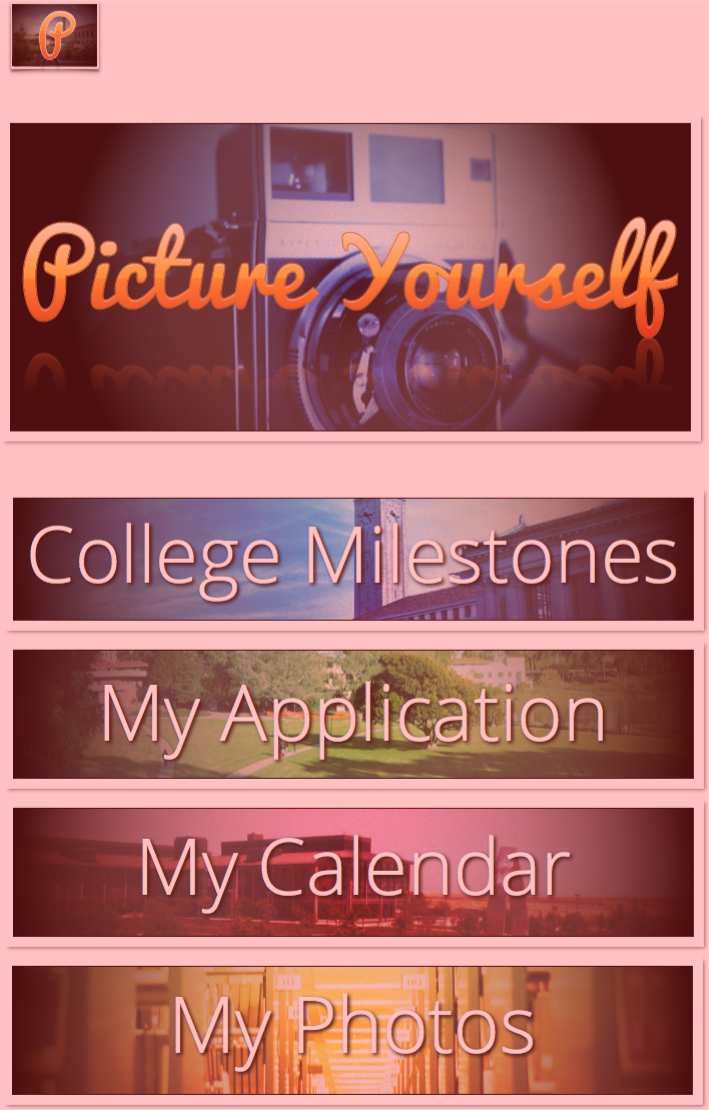 P
Picture Yourself
College Milestones
My Application
My Calendar
My Photos